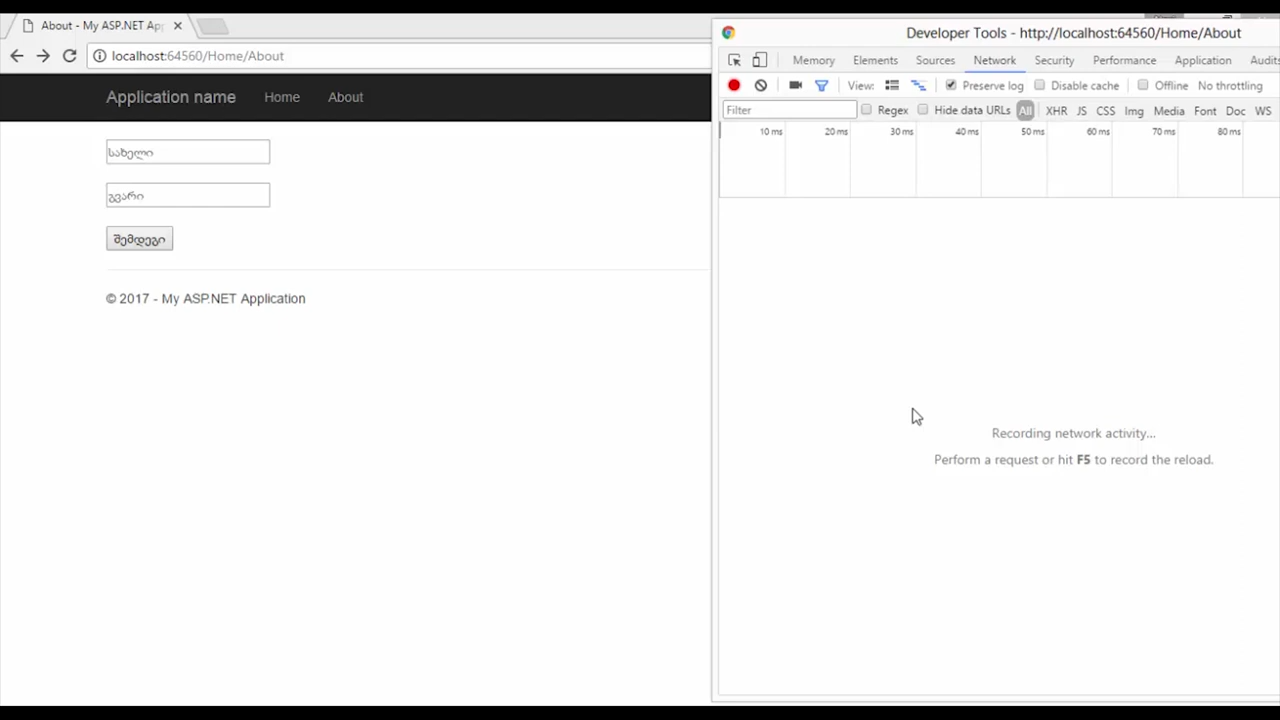 About - My ASP.NET Ap
localhost:64560/Home/About
Application name Home About
სახელი
გვარი
შემდეგი
© 2017 - My ASP.NET Application
Developer Tools - http://localhost:64560/Home/About
Memory Elements Sources Network Security Performance Application Audits
View: Preserve log Disable cache Offline No throttling
Filter Regex Hide data URLs All XHR JS CSS Img Media Font Doc WS
10 ms 20 ms 30 ms 40 ms 50 ms 60 ms 70 ms 80 ms
Recording network activity...
Perform a request or hit F5 to record the reload.